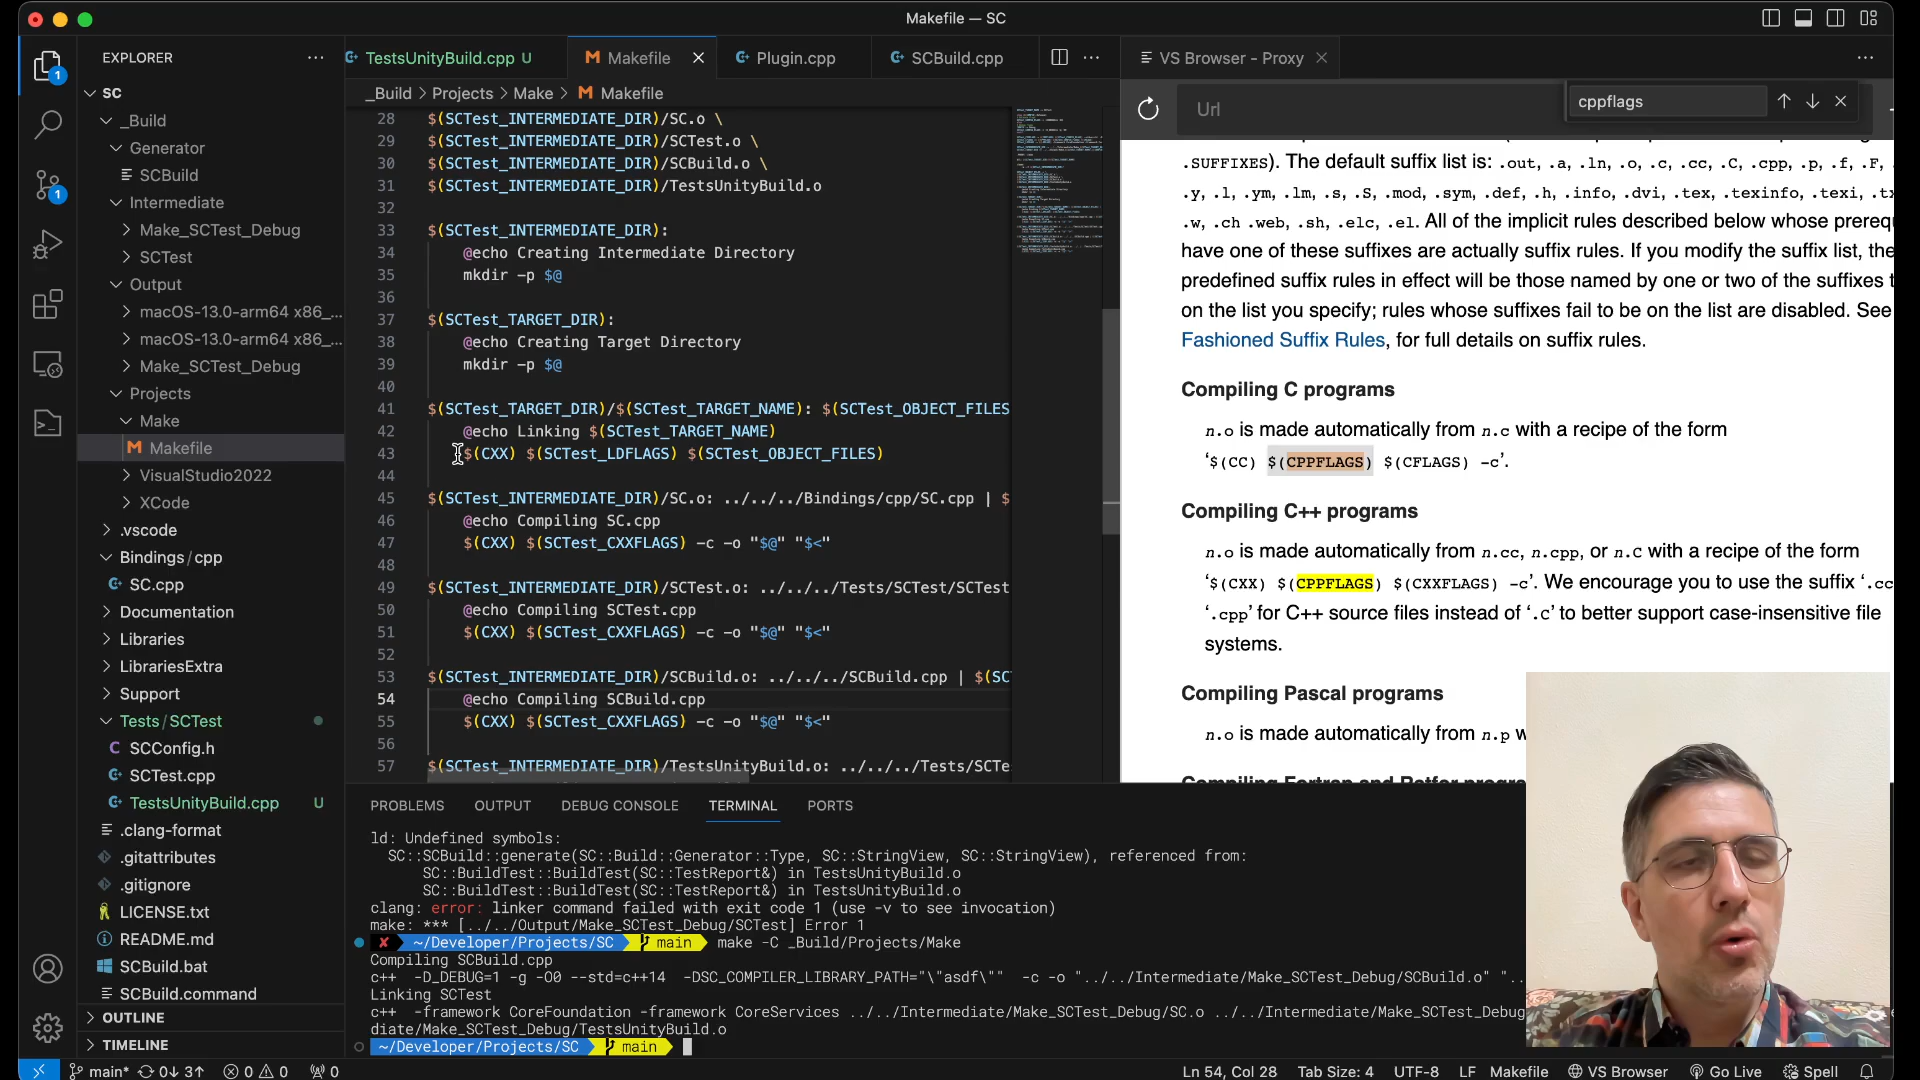 Makefile — SC
EXPLORER
SC
_Build
Generator
SCBuild
Intermediate
Make_SCTest_Debug
SCTest
Output
macOS-13.0-arm64 x86_...
macOS-13.0-arm64 x86_...
Make_SCTest_Debug
Projects
Make
Makefile
VisualStudio2022
XCode
.vscode
Bindings/cpp
SC.cpp
Documentation
Libraries
LibrariesExtra
Support
Tests/SCTest
SCConfig.h
SCTest.cpp
TestsUnityBuild.cpp U
.clang-format
.gitattributes
.gitignore
LICENSE.txt
README.md
SCBuild.bat
SCBuild.command
OUTLINE
TIMELINE
TestsUnityBuild.cpp U
Makefile
Plugin.cpp
SCBuild.cpp
_Build > Projects > Make > Makefile
28 $(SCTest_INTERMEDIATE_DIR)/SC.o \
29 $(SCTest_INTERMEDIATE_DIR)/SCTest.o \
30 $(SCTest_INTERMEDIATE_DIR)/SCBuild.o \
31 $(SCTest_INTERMEDIATE_DIR)/TestsUnityBuild.o
32
33 $(SCTest_INTERMEDIATE_DIR):
34 @echo Creating Intermediate Directory
35 mkdir -p $@
36
37 $(SCTest_TARGET_DIR):
38 @echo Creating Target Directory
39 mkdir -p $@
40
41 $(SCTest_TARGET_DIR)/$(SCTest_TARGET_NAME): $(SCTest_OBJECT_FILES
42 @echo Linking $(SCTest_TARGET_NAME)
43 $(CXX) $(SCTest_LDFLAGS) $(SCTest_OBJECT_FILES)
44
45 $(SCTest_INTERMEDIATE_DIR)/SC.o: ../../../Bindings/cpp/SC.cpp | $
46 @echo Compiling SC.cpp
47 $(CXX) $(SCTest_CXXFLAGS) -c -o "$@" "$<"
48
49 $(SCTest_INTERMEDIATE_DIR)/SCTest.o: ../../../Tests/SCTest/SCTest
50 @echo Compiling SCTest.cpp
51 $(CXX) $(SCTest_CXXFLAGS) -c -o "$@" "$<"
52
53 $(SCTest_INTERMEDIATE_DIR)/SCBuild.o: ../../../SCBuild.cpp | $(SC
54 @echo Compiling SCBuild.cpp
55 $(CXX) $(SCTest_CXXFLAGS) -c -o "$@" "$<"
56
57 $(SCTest_INTERMEDIATE_DIR)/TestsUnityBuild.o: ../../../Tests/SCTe
PROBLEMS OUTPUT DEBUG CONSOLE TERMINAL PORTS
ld: Undefined symbols:
SC::SCBuild::generate(SC::Build::Generator::Type, SC::StringView, SC::StringView), referenced from:
SC::BuildTest::BuildTest(SC::TestReport&) in TestsUnityBuild.o
SC::BuildTest::BuildTest(SC::TestReport&) in TestsUnityBuild.o
clang: error: linker command failed with exit code 1 (use -v to see invocation)
make: *** [../../Output/Make_SCTest_Debug/SCTest] Error 1
✘ ~/Developer/Projects/SC main make -C _Build/Projects/Make
Compiling SCBuild.cpp
c++ -D_DEBUG=1 -g -O0 --std=c++14 -DSC_COMPILER_LIBRARY_PATH="\"asdf\"" -c -o "../../Intermediate/Make_SCTest_Debug/SCBuild.o" "..
Linking SCTest
c++ -framework CoreFoundation -framework CoreServices ../../Intermediate/Make_SCTest_Debug/SC.o ../../Intermediate/Make_SCTest_Debug
diate/Make_SCTest_Debug/TestsUnityBuild.o
~/Developer/Projects/SC main
VS Browser - Proxy
Url
cppflags
.SUFFIXES). The default suffix list is: .out, .a, .ln, .o, .c, .cc, .C, .cpp, .p, .f, .F,
.y, .l, .ym, .lm, .s, .S, .mod, .sym, .def, .h, .info, .dvi, .tex, .texinfo, .texi, .tx
.w, .ch .web, .sh, .elc, .el. All of the implicit rules described below whose prerequ
have one of these suffixes are actually suffix rules. If you modify the suffix list, the
predefined suffix rules in effect will be those named by one or two of the suffixes t
on the list you specify; rules whose suffixes fail to be on the list are disabled. See
Fashioned Suffix Rules, for full details on suffix rules.
Compiling C programs
n.o is made automatically from n.c with a recipe of the form
‘$(CC) $(CPPFLAGS) $(CFLAGS) -c’.
Compiling C++ programs
n.o is made automatically from n.cc, n.cpp, or n.C with a recipe of the form
‘$(CXX) $(CPPFLAGS) $(CXXFLAGS) -c’. We encourage you to use the suffix ‘.cc
‘.cpp’ for C++ source files instead of ‘.C’ to better support case-insensitive file
systems.
Compiling Pascal programs
n.o is made automatically from n.p w
main* 0↓ 3↑ 0 0 0
Ln 54, Col 28 Tab Size: 4 UTF-8 LF Makefile VS Browser Go Live Spell